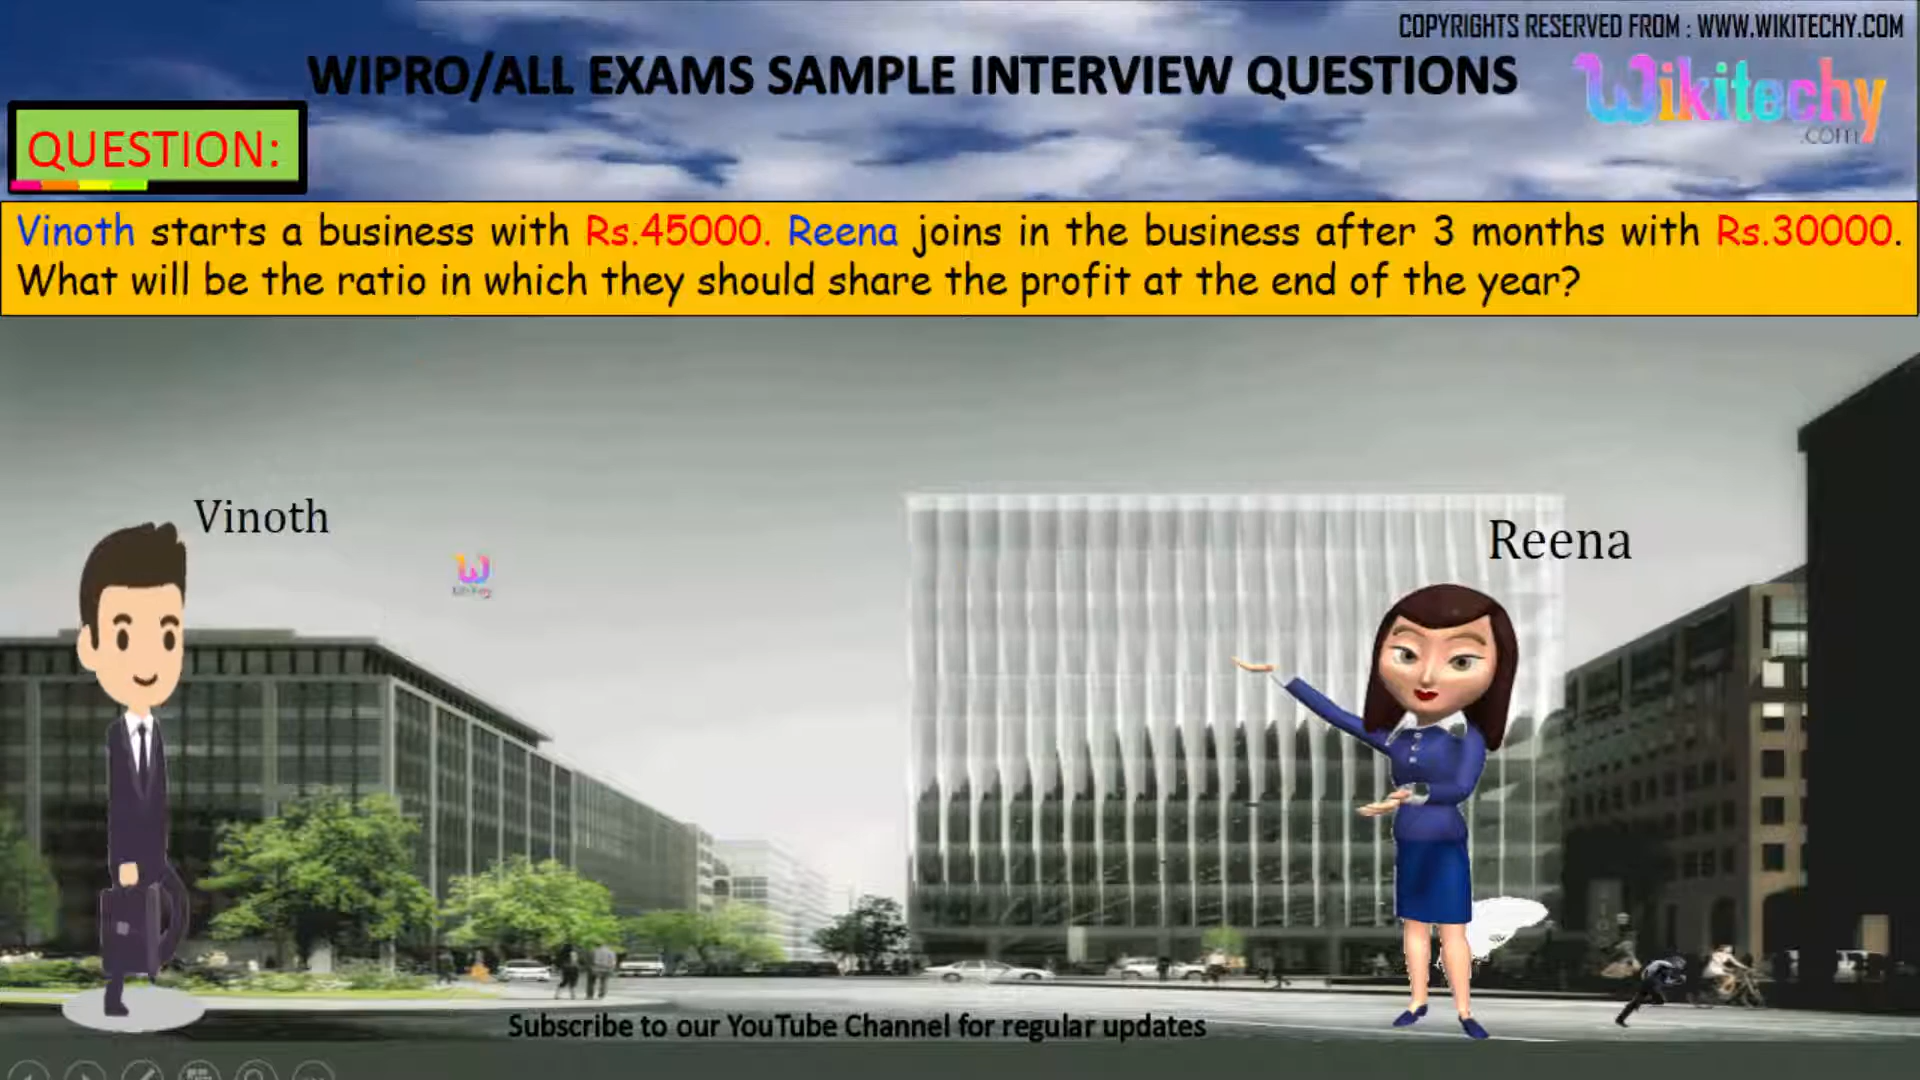 COPYRIGHTS RESERVED FROM : WWW.WIKITECHY.COM
WIPRO/ALL EXAMS SAMPLE INTERVIEW QUESTIONS
Wikitechy
.com
QUESTION:
Vinoth starts a business with Rs.45000. Reena joins in the business after 3 months with Rs.30000.
What will be the ratio in which they should share the profit at the end of the year?
Vinoth
Reena
Subscribe to our YouTube Channel for regular updates